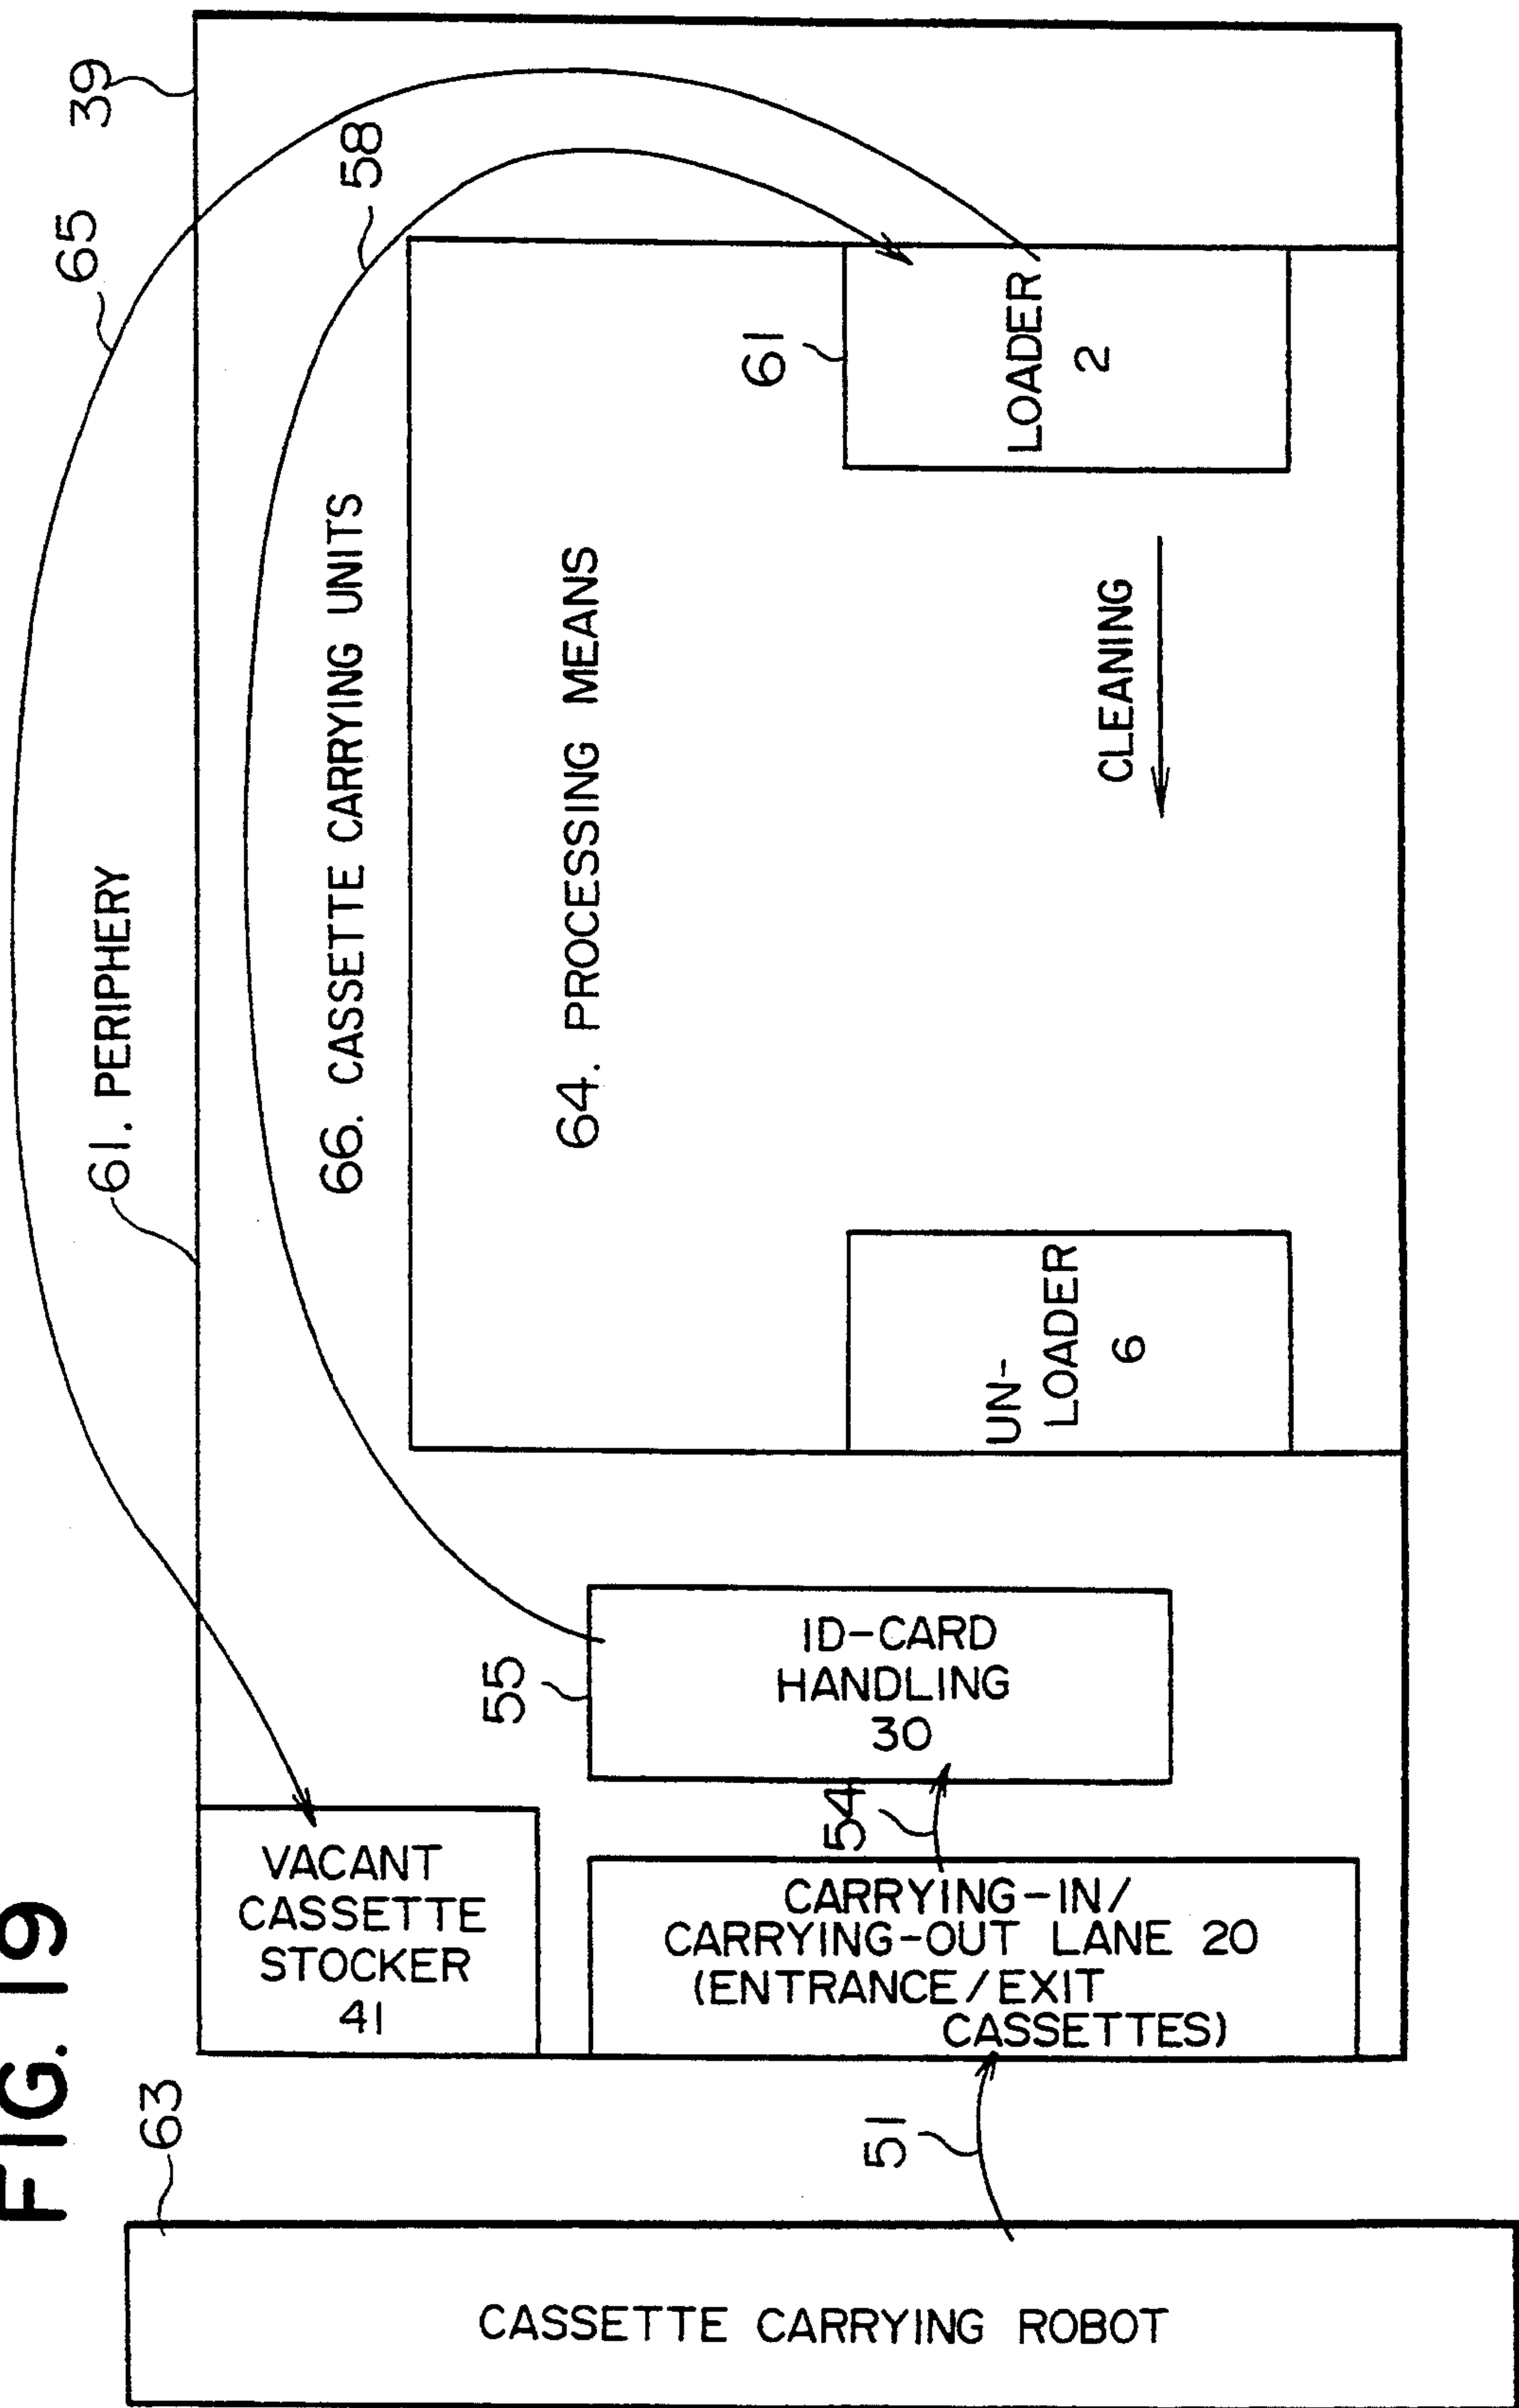 FIG. 19
39
65
58
61. PERIPHERY
66. CASSETTE CARRYING UNITS
64. PROCESSING MEANS
61
LOADER
2
CLEANING
UN-
LOADER
6
55
ID-CARD
HANDLING
30
54
VACANT
CASSETTE
STOCKER
41
CARRYING-IN/
CARRYING-OUT LANE 20
(ENTRANCE/EXIT
CASSETTES)
63
51
CASSETTE CARRYING ROBOT